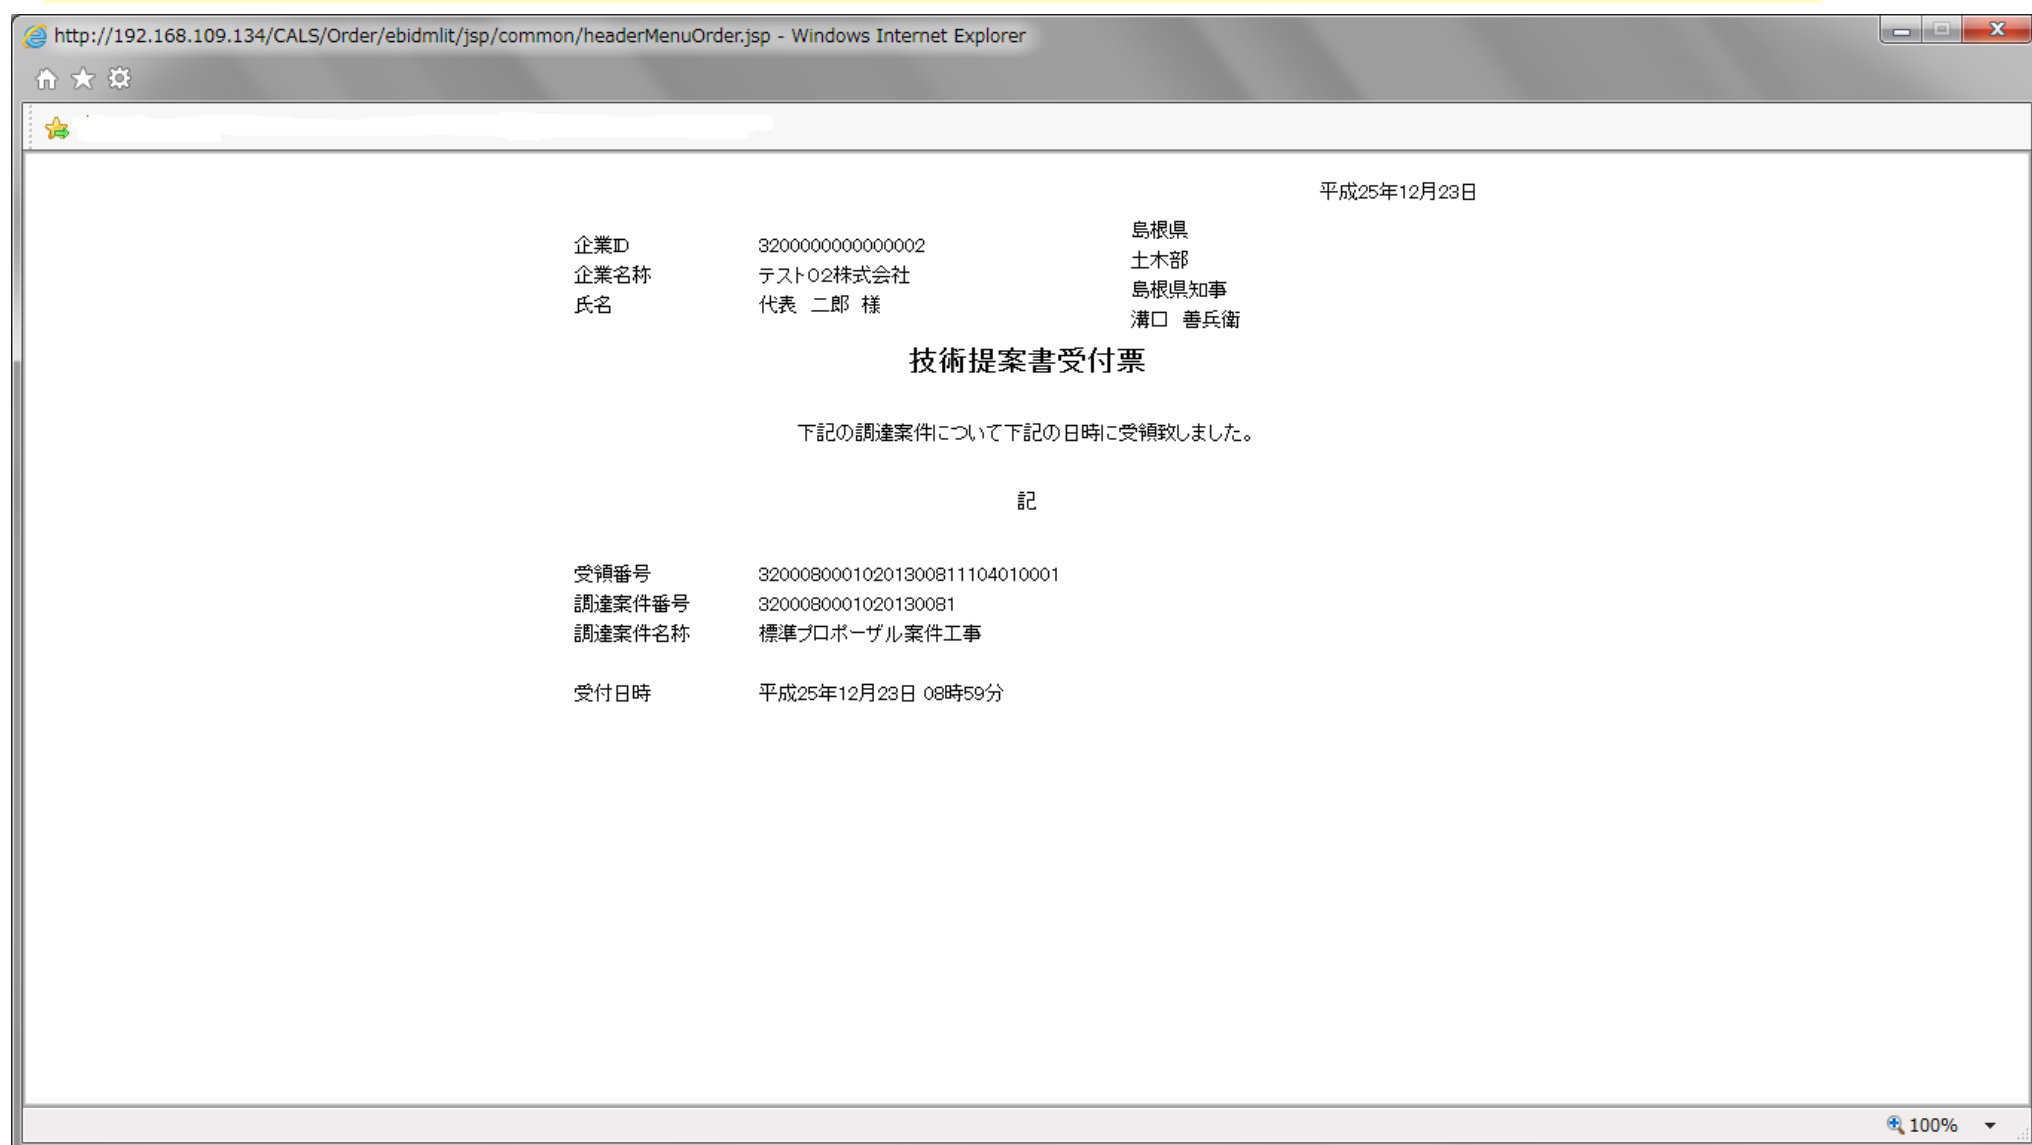 http://192.168.109.134/CALS/Order/ebidmlit/jsp/common/headerMenuOrder.jsp - Windows Internet Explorer
平成25年12月23日
企業ID 3200000000000002
企業名称 テスト02株式会社
氏名 代表 二郎 様
島根県
土木部
島根県知事
溝口 善兵衛
技術提案書受付票
下記の調達案件について下記の日時に受領致しました。
記
受領番号 32000800010201300811104010001
調達案件番号 3200080001020130081
調達案件名称 標準プロポーザル案件工事
受付日時 平成25年12月23日 08時59分
100%